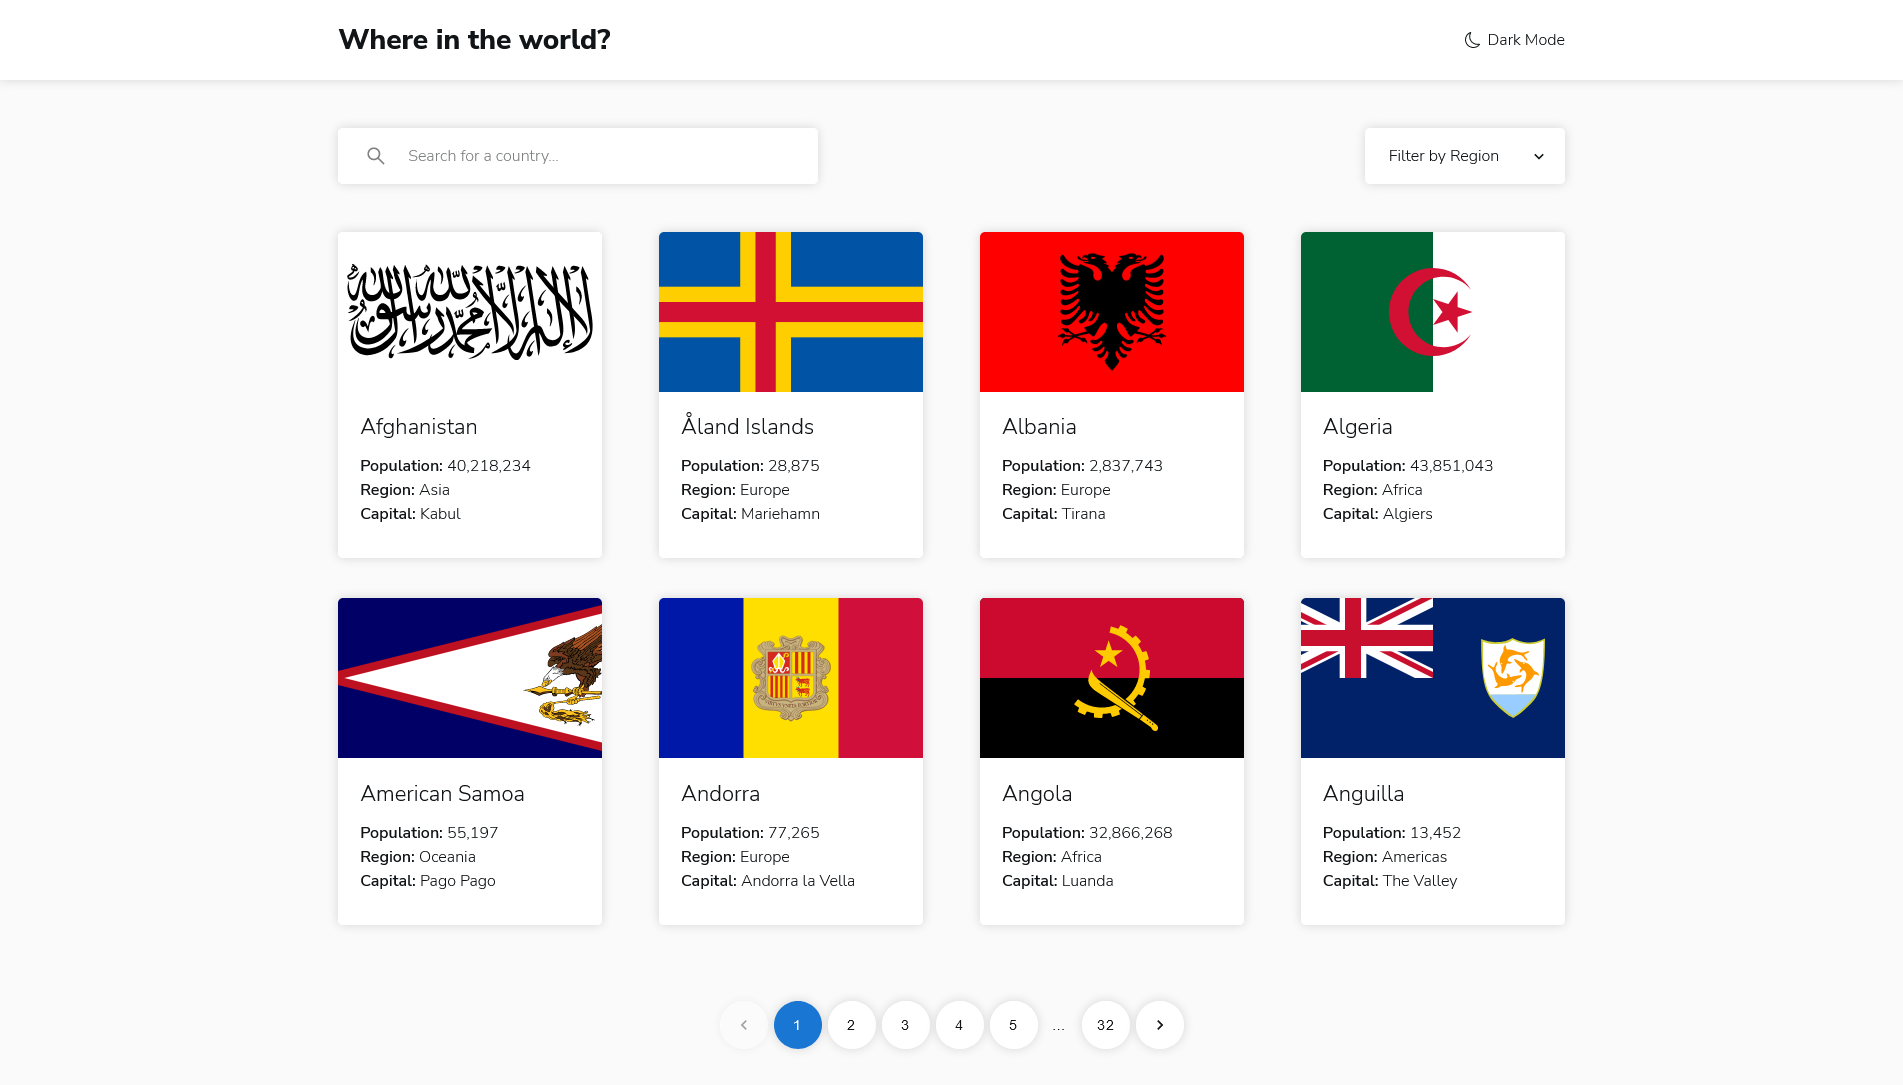 Where in the world?
Dark Mode
Search for a country...
Filter by Region
لا إله إلا الله محمد رسول الله
Afghanistan
Population: 40,218,234
Region: Asia
Capital: Kabul
Åland Islands
Population: 28,875
Region: Europe
Capital: Mariehamn
Albania
Population: 2,837,743
Region: Europe
Capital: Tirana
Algeria
Population: 43,851,043
Region: Africa
Capital: Algiers
American Samoa
Population: 55,197
Region: Oceania
Capital: Pago Pago
Andorra
Population: 77,265
Region: Europe
Capital: Andorra la Vella
Angola
Population: 32,866,268
Region: Africa
Capital: Luanda
Anguilla
Population: 13,452
Region: Americas
Capital: The Valley
1 2 3 4 5 ... 32